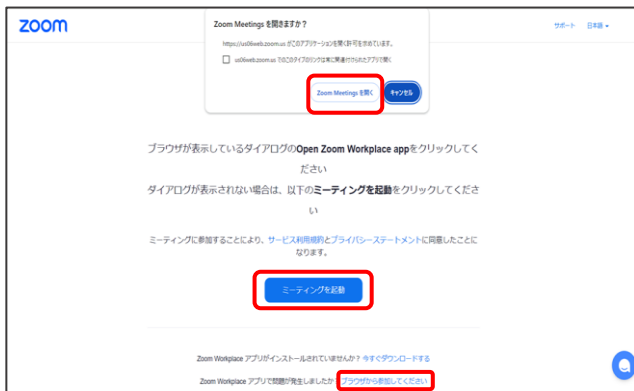 zoom
サポート 日本語
Zoom Meetings を開きますか？
https://us06web.zoom.us がこのアプリケーションを開く許可を求めています。
us06web.zoom.us でのこのタイプのリンクは常に関連付けられたアプリで開く
Zoom Meetings を開く キャンセル
ブラウザが表示しているダイアログのOpen Zoom Workplace appをクリックしてく
ださい
ダイアログが表示されない場合は、以下のミーティングを起動をクリックしてくださ
い
ミーティングに参加することにより、サービス利用規約とプライバシーステートメントに同意したことに
なります。
ミーティングを起動
Zoom Workplace アプリがインストールされていませんか？ 今すぐダウンロードする
Zoom Workplace アプリで問題が発生しましたか ブラウザから参加してください